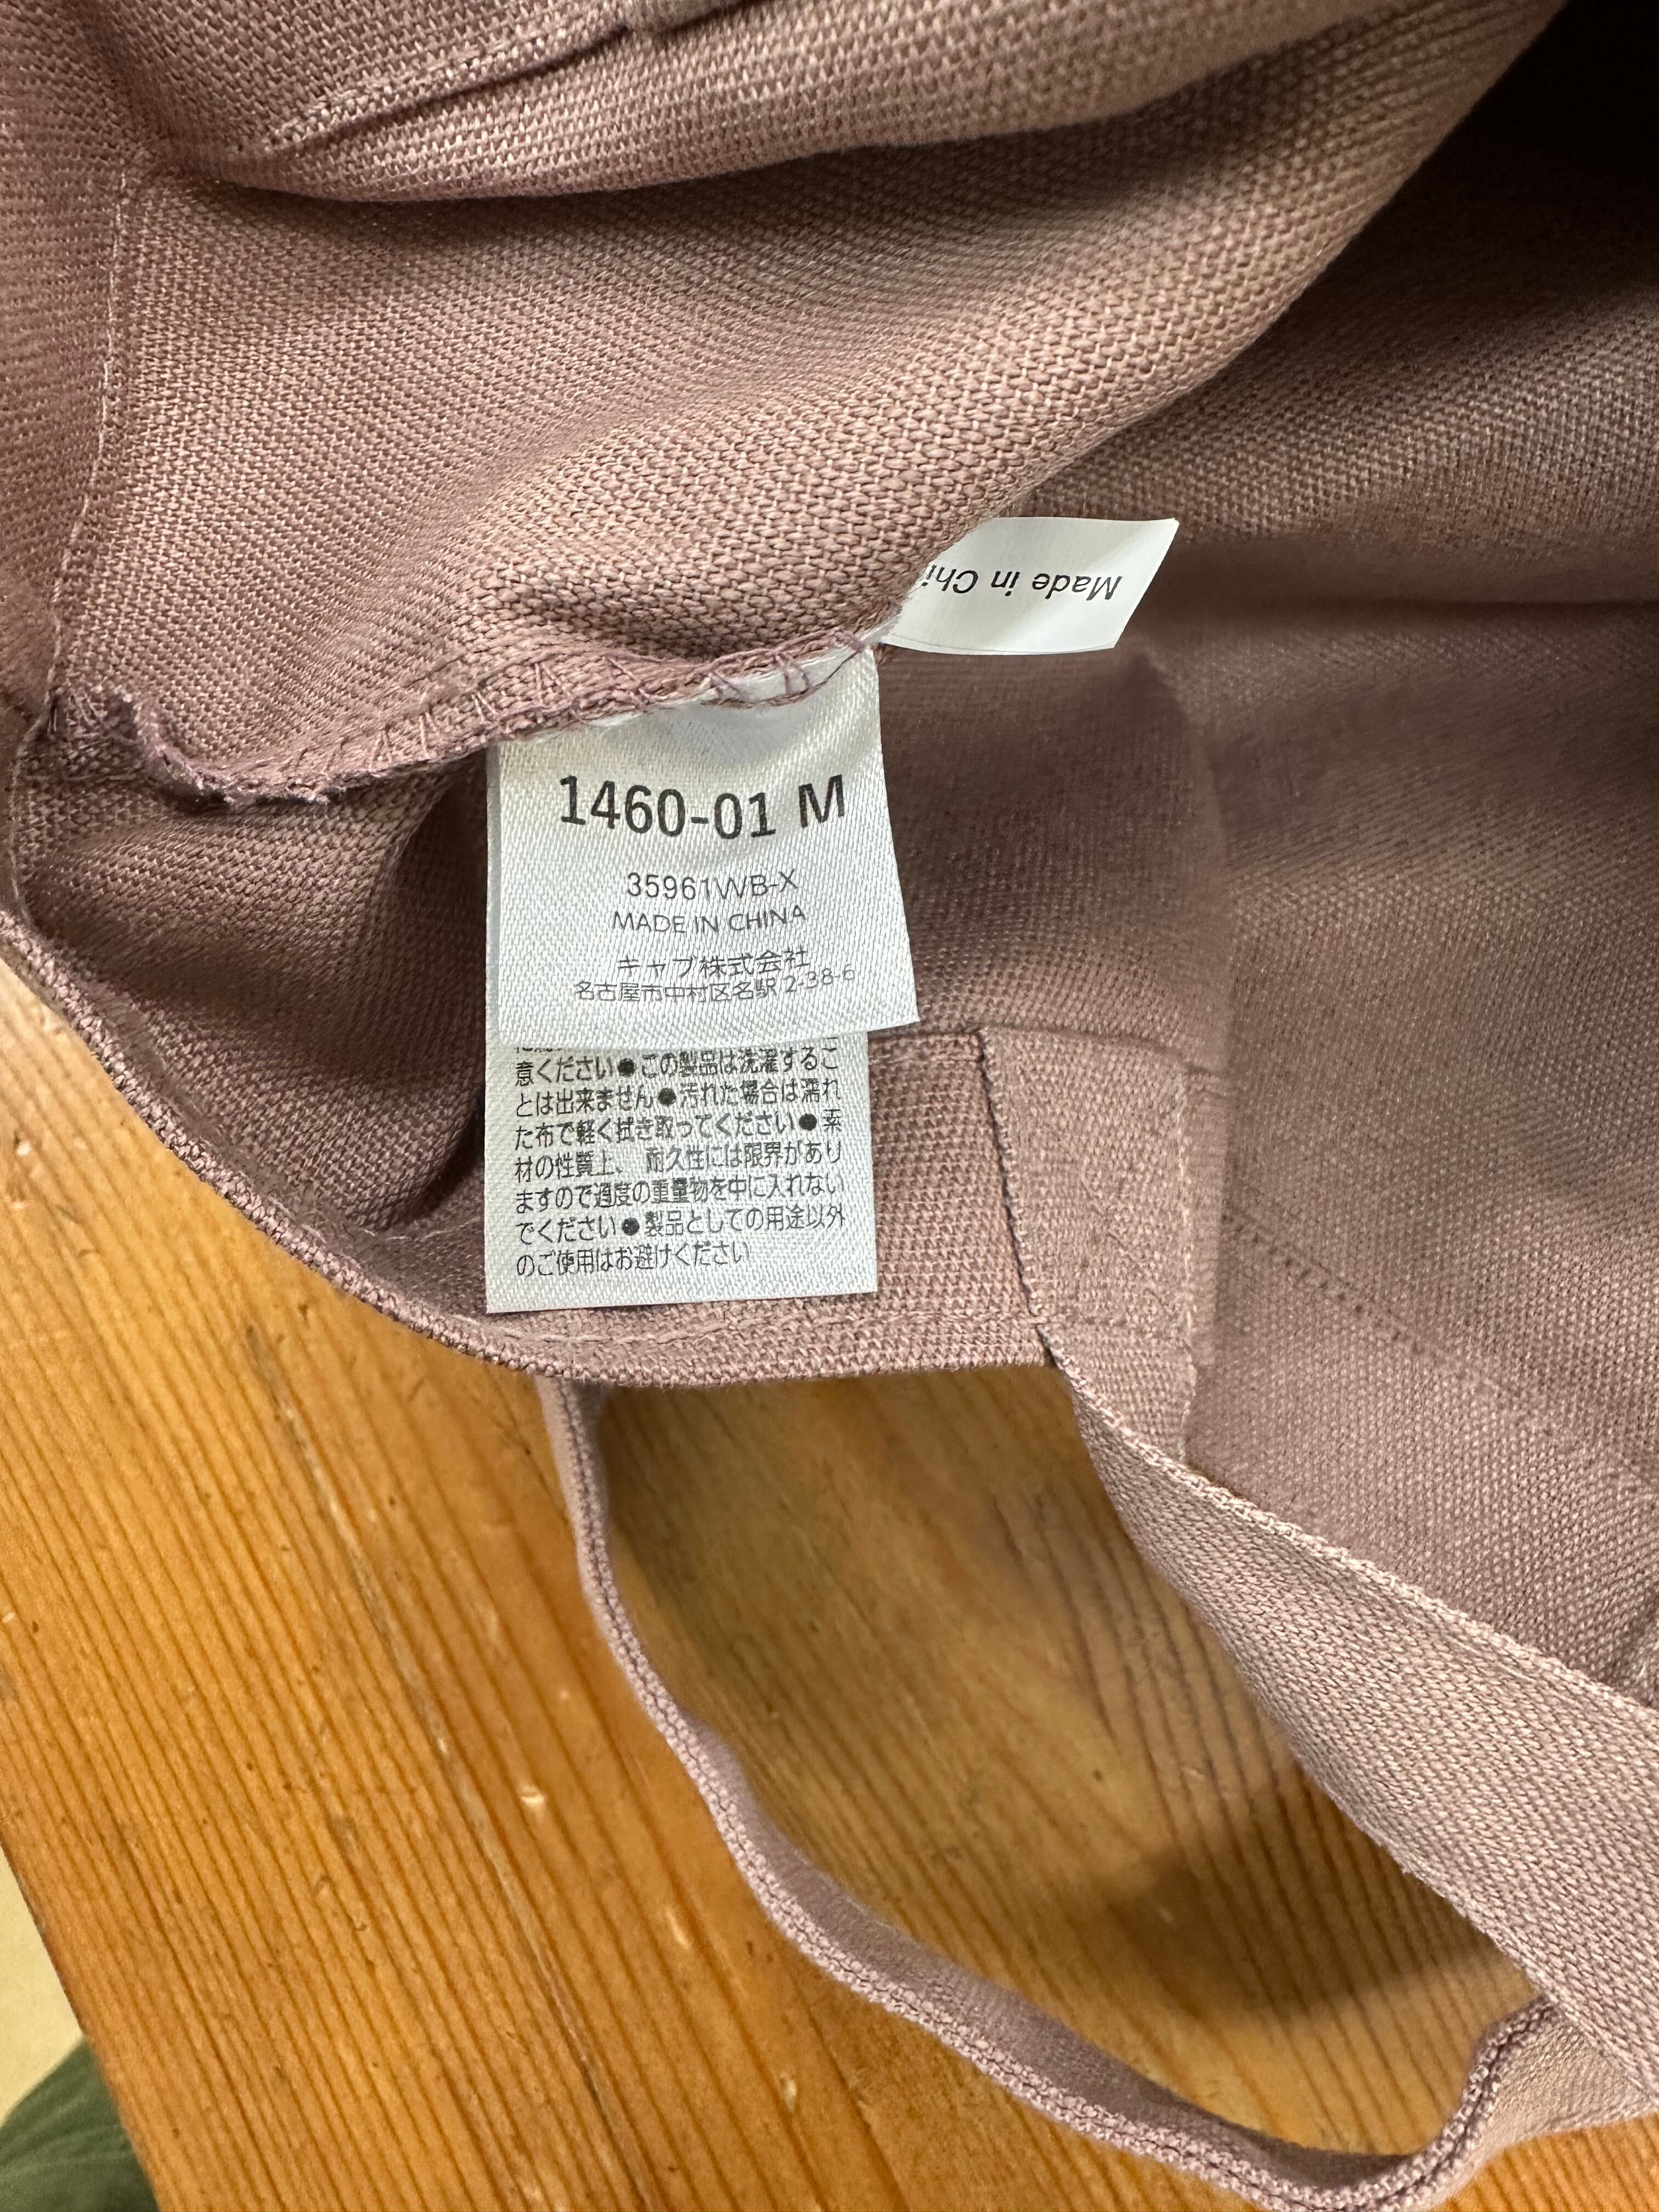 Made in Chi
1460-01 M
35961WB-X
MADE IN CHINA
キャブ株式会社
名古屋市中村区名駅 2-38-6
意ください●この製品は洗濯するこ
とは出来ません●汚れた場合は濡れ
た布で軽く拭き取ってください●素
材の性質上、 耐久性には限界があり
ますので過度の重量物を中に入れない
でください●製品としての用途以外
のご使用はお避けください